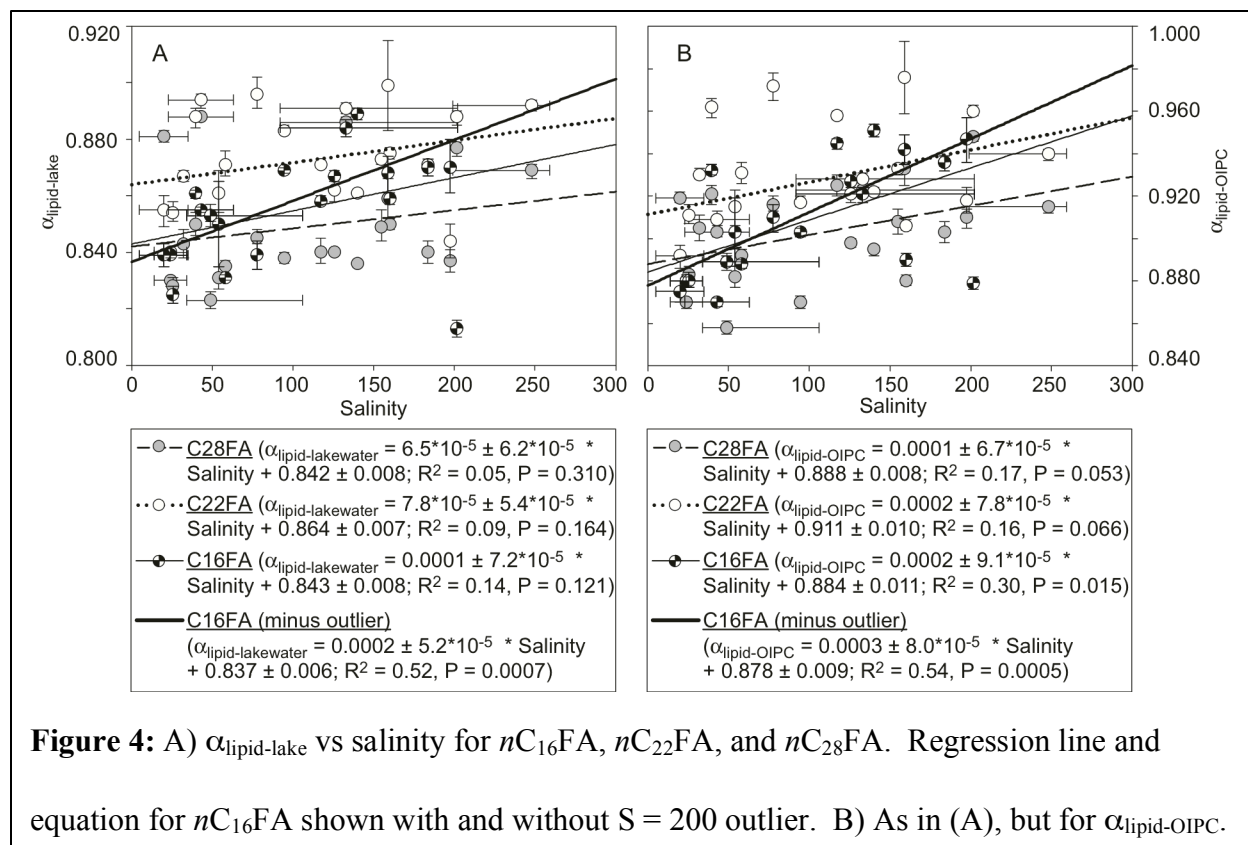 0.920
0.880
0.840
0.800
α lipid-lake
A
0 50 100 150 200 250 300
Salinity
B
0 50 100 150 200 250 300
Salinity
1.000
0.960
0.920
0.880
0.840
α lipid-OIPC
C28FA (α lipid-lakewater = 6.5*10-5 ± 6.2*10-5 *
Salinity + 0.842 ± 0.008; R2 = 0.05, P = 0.310)
C22FA (α lipid-lakewater = 7.8*10-5 ± 5.4*10-5 *
Salinity + 0.864 ± 0.007; R2 = 0.09, P = 0.164)
C16FA (α lipid-lakewater = 0.0001 ± 7.2*10-5 *
Salinity + 0.843 ± 0.008; R2 = 0.14, P = 0.121)
C16FA (minus outlier)
(α lipid-lakewater = 0.0002 ± 5.2*10-5 * Salinity
+ 0.837 ± 0.006; R2 = 0.52, P = 0.0007)
C28FA (α lipid-OIPC = 0.0001 ± 6.7*10-5 *
Salinity + 0.888 ± 0.008; R2 = 0.17, P = 0.053)
C22FA (α lipid-OIPC = 0.0002 ± 7.8*10-5 *
Salinity + 0.911 ± 0.010; R2 = 0.16, P = 0.066)
C16FA (α lipid-OIPC = 0.0002 ± 9.1*10-5 *
Salinity + 0.884 ± 0.011; R2 = 0.30, P = 0.015)
C16FA (minus outlier)
(α lipid-OIPC = 0.0003 ± 8.0*10-5 * Salinity
+ 0.878 ± 0.009; R2 = 0.54, P = 0.0005)
Figure 4: A) αlipid-lake vs salinity for nC16FA, nC22FA, and nC28FA. Regression line and
equation for nC16FA shown with and without S = 200 outlier. B) As in (A), but for αlipid-OIPC.